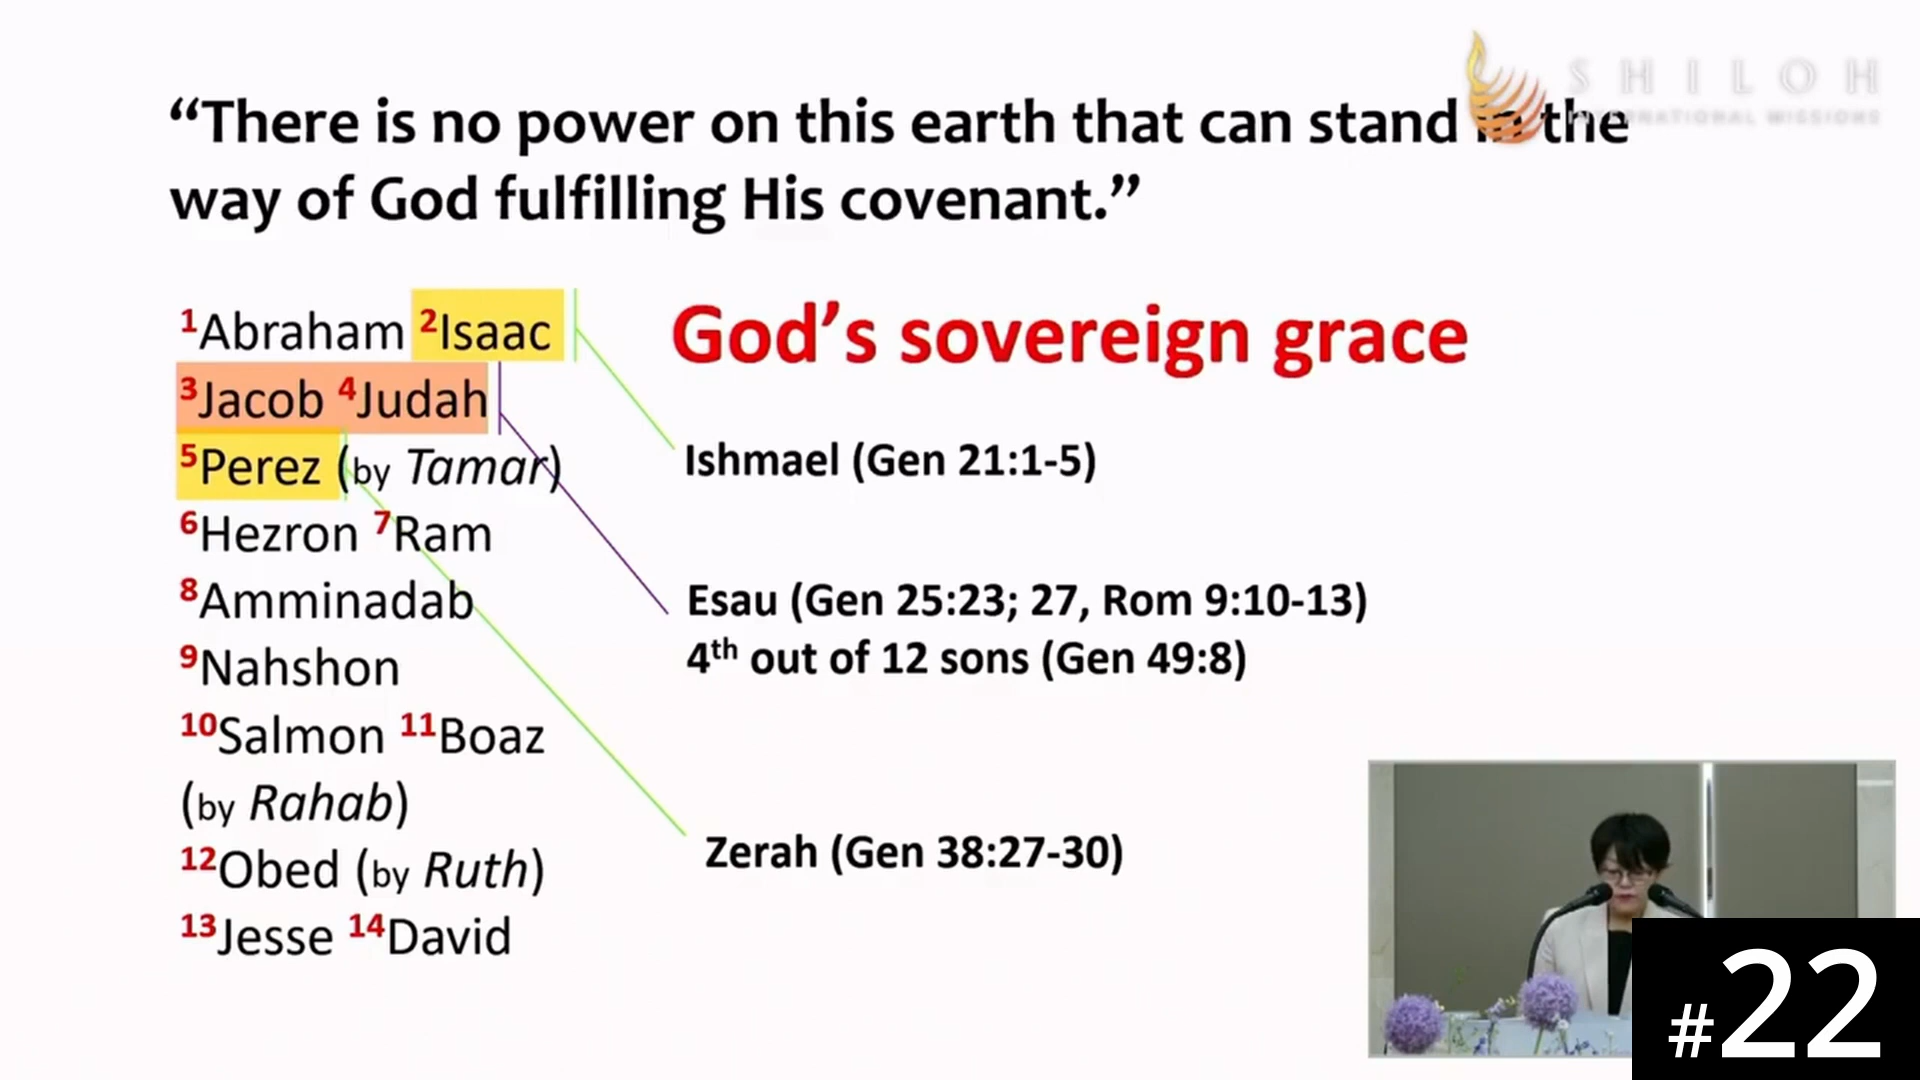 SHILOH
INTERNATIONAL MISSIONS
“There is no power on this earth that can stand in the
way of God fulfilling His covenant.”
God’s sovereign grace
1Abraham 2Isaac
3Jacob 4Judah
5Perez (by Tamar)
6Hezron 7Ram
8Amminadab
9Nahshon
10Salmon 11Boaz
(by Rahab)
12Obed (by Ruth)
13Jesse 14David
Ishmael (Gen 21:1-5)
Esau (Gen 25:23; 27, Rom 9:10-13)
4th out of 12 sons (Gen 49:8)
Zerah (Gen 38:27-30)
#22